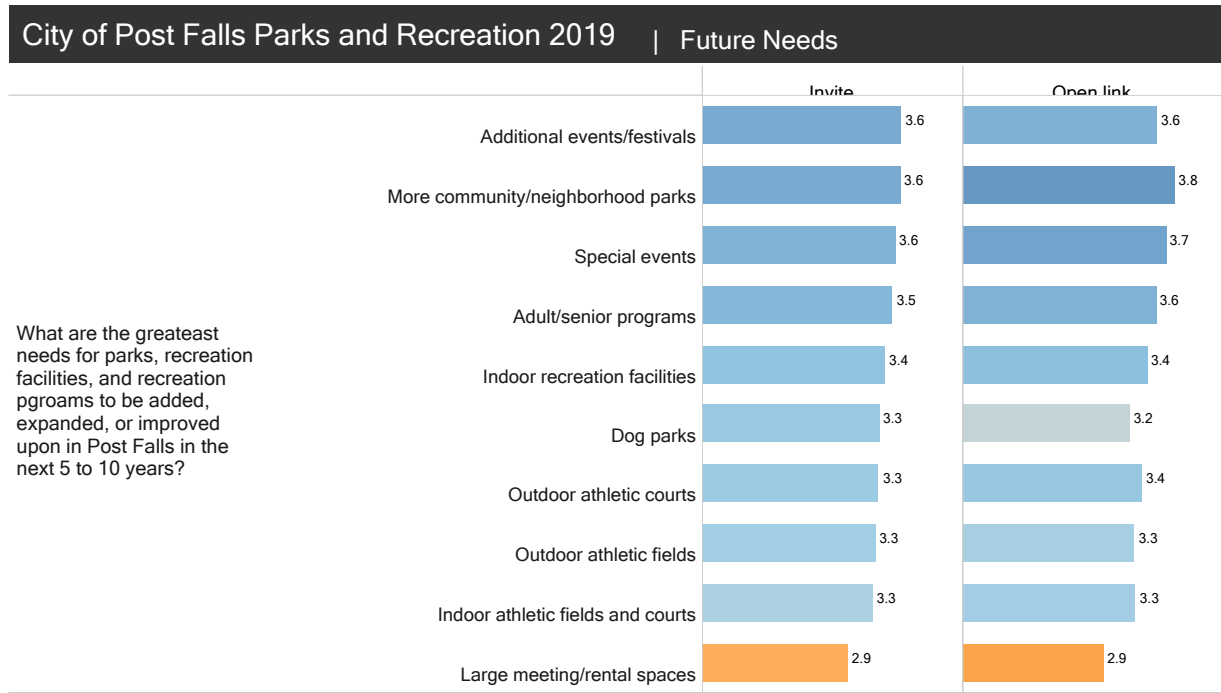 City of Post Falls Parks and Recreation 2019 | Future Needs
Invite Open link
Additional events/festivals 3.6 3.6
More community/neighborhood parks 3.6 3.8
Special events 3.6 3.7
Adult/senior programs 3.5 3.6
What are the greateast
needs for parks, recreation
facilities, and recreation
pgroams to be added,
expanded, or improved
upon in Post Falls in the
next 5 to 10 years?
Indoor recreation facilities 3.4 3.4
Dog parks 3.3 3.2
Outdoor athletic courts 3.3 3.4
Outdoor athletic fields 3.3 3.3
Indoor athletic fields and courts 3.3 3.3
Large meeting/rental spaces 2.9 2.9